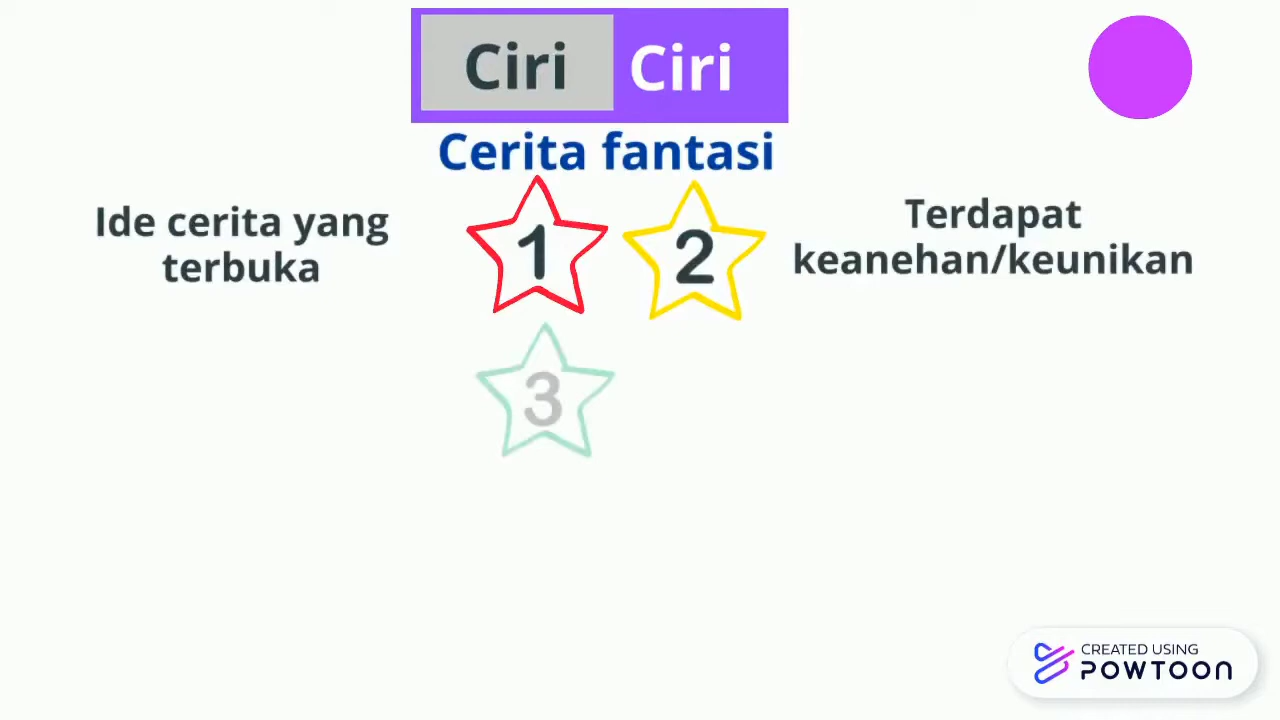 Ciri Ciri
Cerita fantasi
Ide cerita yang
terbuka
1
2
Terdapat
keanehan/keunikan
3
CREATED USING
POWTOON